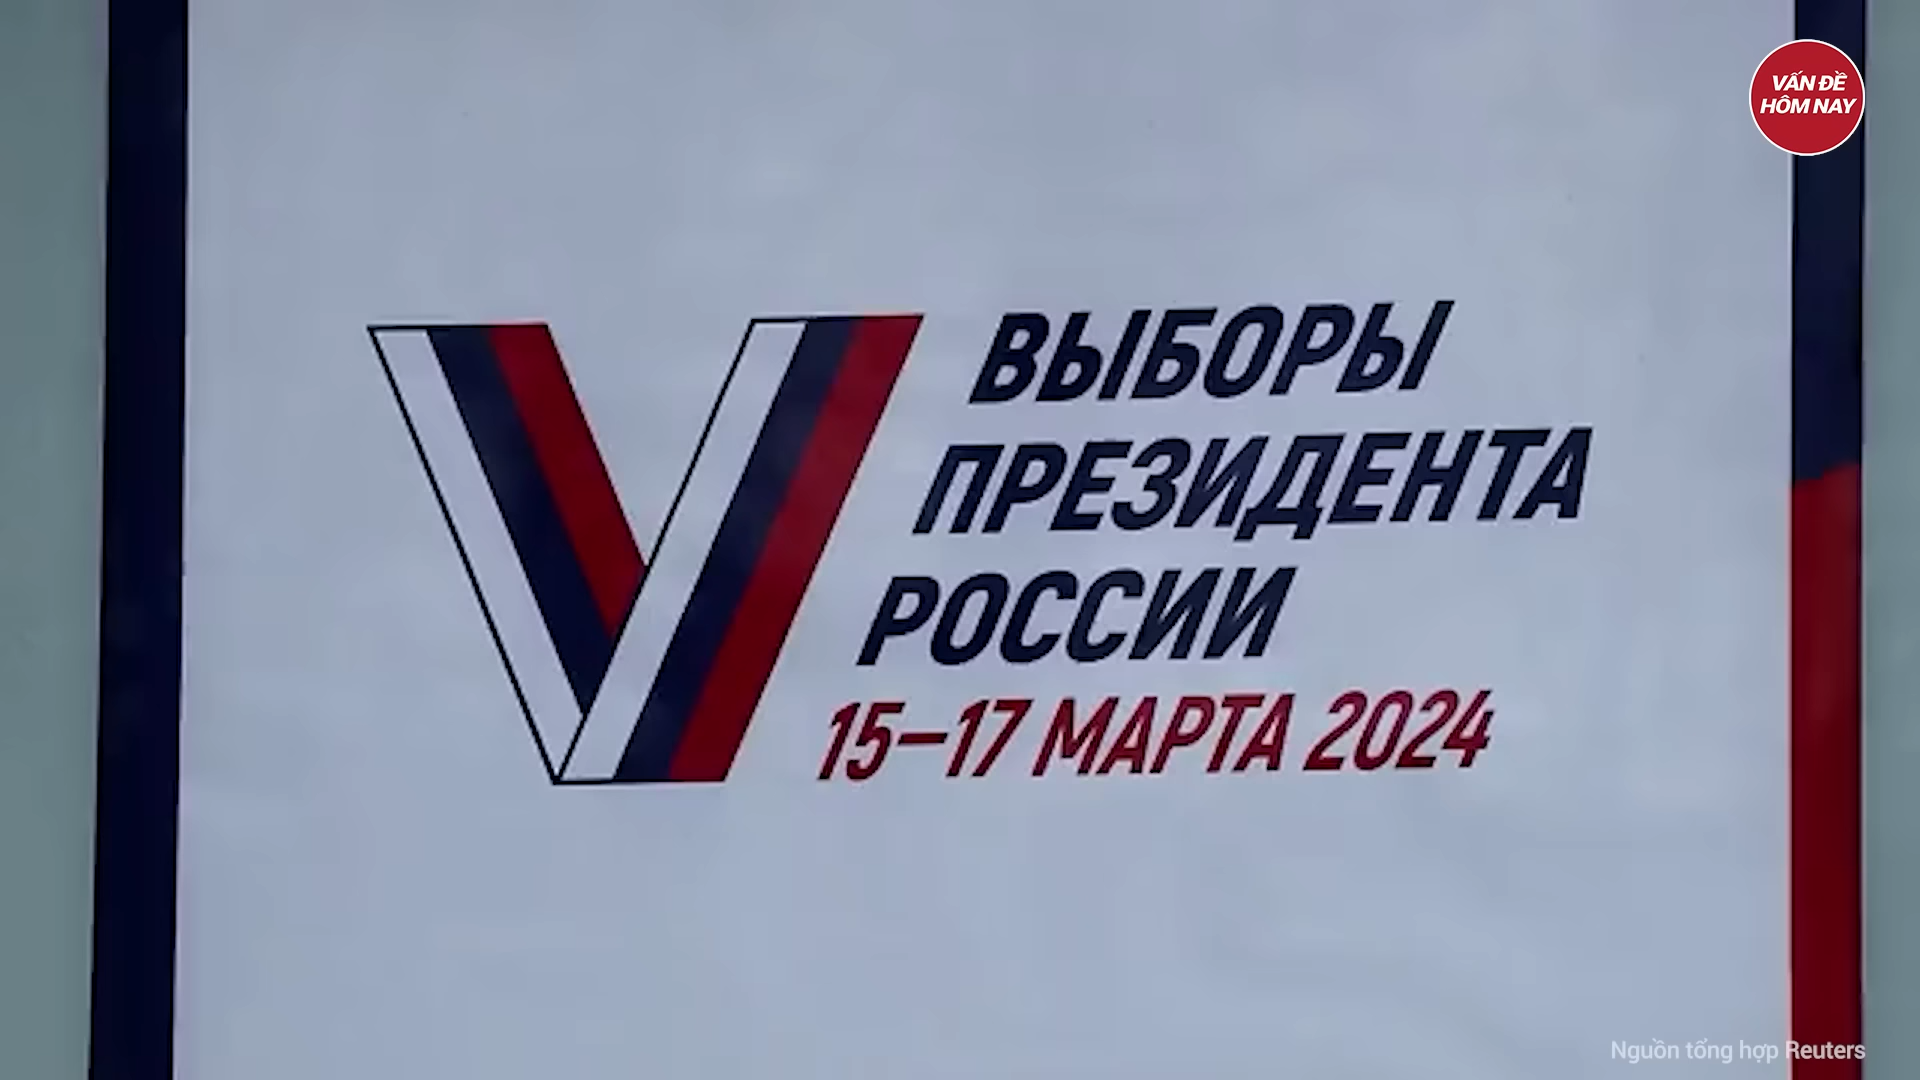 VẤN ĐỀ
HÔM NAY
ВЫБОРЫ
ПРЕЗИДЕНТА
РОССИИ
15–17 МАРТА 2024
Nguồn tổng hợp Reuters